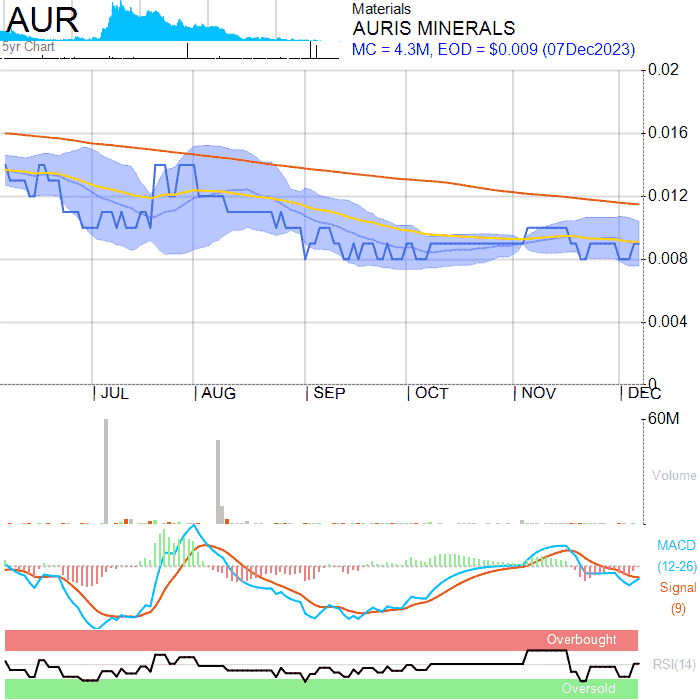 AUR
5yr Chart
Materials
AURIS MINERALS
MC = 4.3M, EOD = $0.009 (07Dec2023)
0.02
0.016
0.012
0.008
0.004
0
JUL AUG SEP OCT NOV DEC
60M
Volume
MACD
(12-26)
Signal
(9)
Overbought
RSI(14)
Oversold